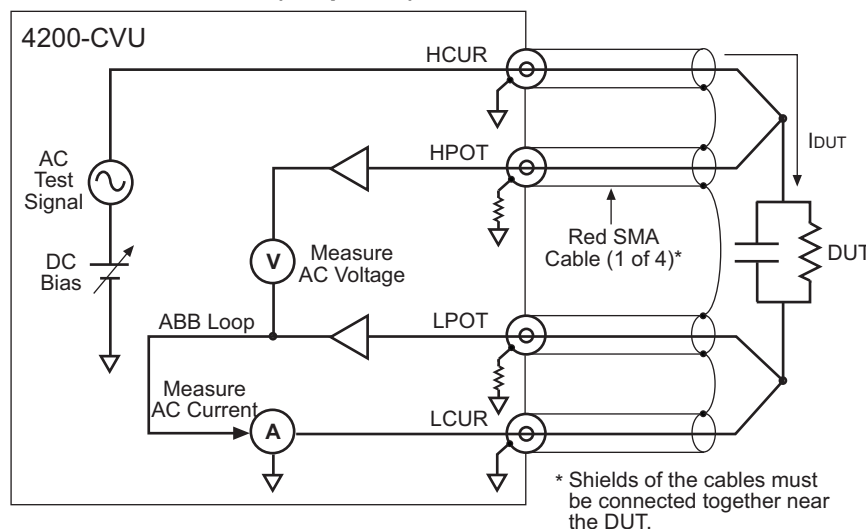 4200-CVU
HCUR
HPOT
IDUT
AC
Test
Signal
DC
Bias
V
Measure
AC Voltage
Red SMA
Cable (1 of 4)*
DUT
ABB Loop
LPOT
Measure
AC Current
A
LCUR
* Shields of the cables must
be connected together near
the DUT.